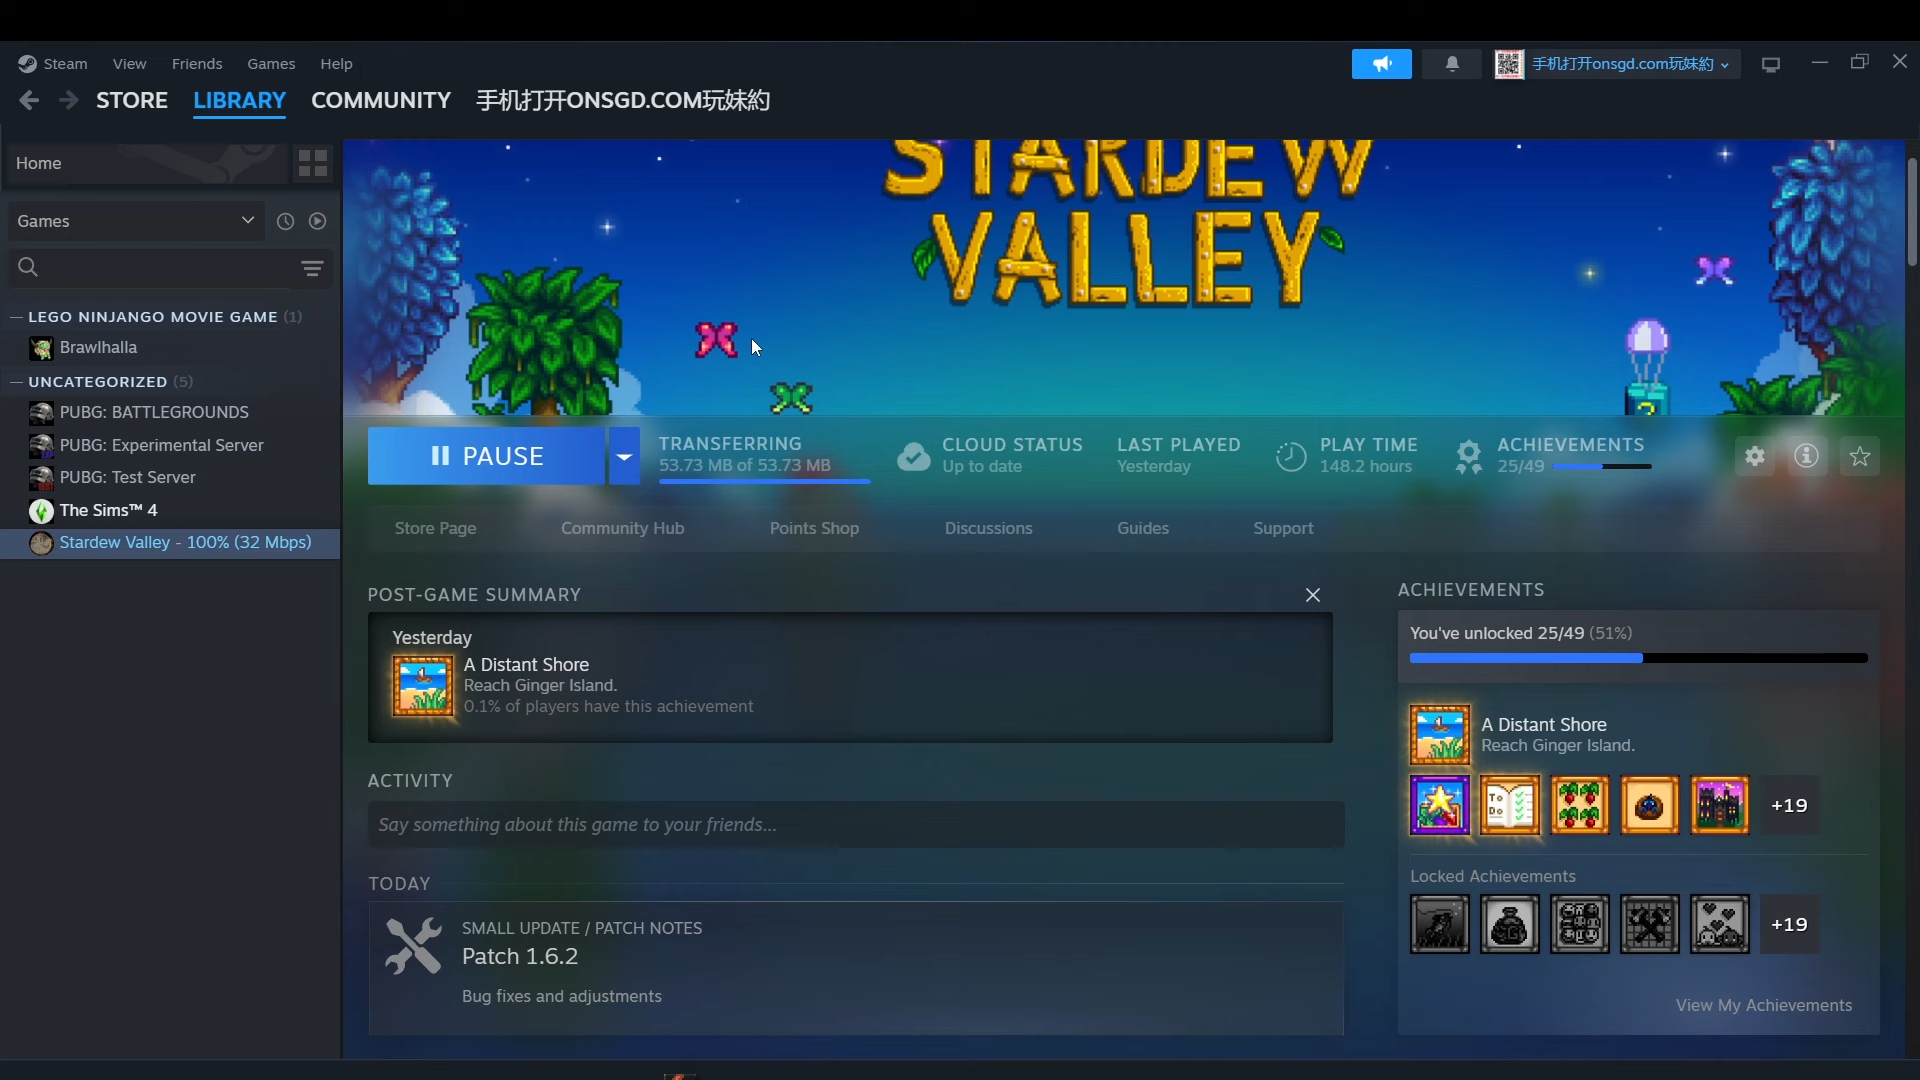 Steam View Friends Games Help 手机打开onsgd.com玩妹約
STORE LIBRARY COMMUNITY 手机打开ONSGD.COM玩妹約
Home
Games
LEGO NINJANGO MOVIE GAME (1)
Brawlhalla
UNCATEGORIZED (5)
PUBG: BATTLEGROUNDS
PUBG: Experimental Server
PUBG: Test Server
The Sims™ 4
Stardew Valley - 100% (32 Mbps)
STARDEW
VALLEY
?
PAUSE
TRANSFERRING
53.73 MB of 53.73 MB
CLOUD STATUS
Up to date
LAST PLAYED
Yesterday
PLAY TIME
148.2 hours
ACHIEVEMENTS
25/49
Store Page Community Hub Points Shop Discussions Guides Support
POST-GAME SUMMARY
Yesterday
A Distant Shore
Reach Ginger Island.
0.1% of players have this achievement
ACTIVITY
Say something about this game to your friends...
TODAY
SMALL UPDATE / PATCH NOTES
Patch 1.6.2
Bug fixes and adjustments
ACHIEVEMENTS
You've unlocked 25/49 (51%)
A Distant Shore
Reach Ginger Island.
TO
DO
+19
Locked Achievements
G
+19
View My Achievements